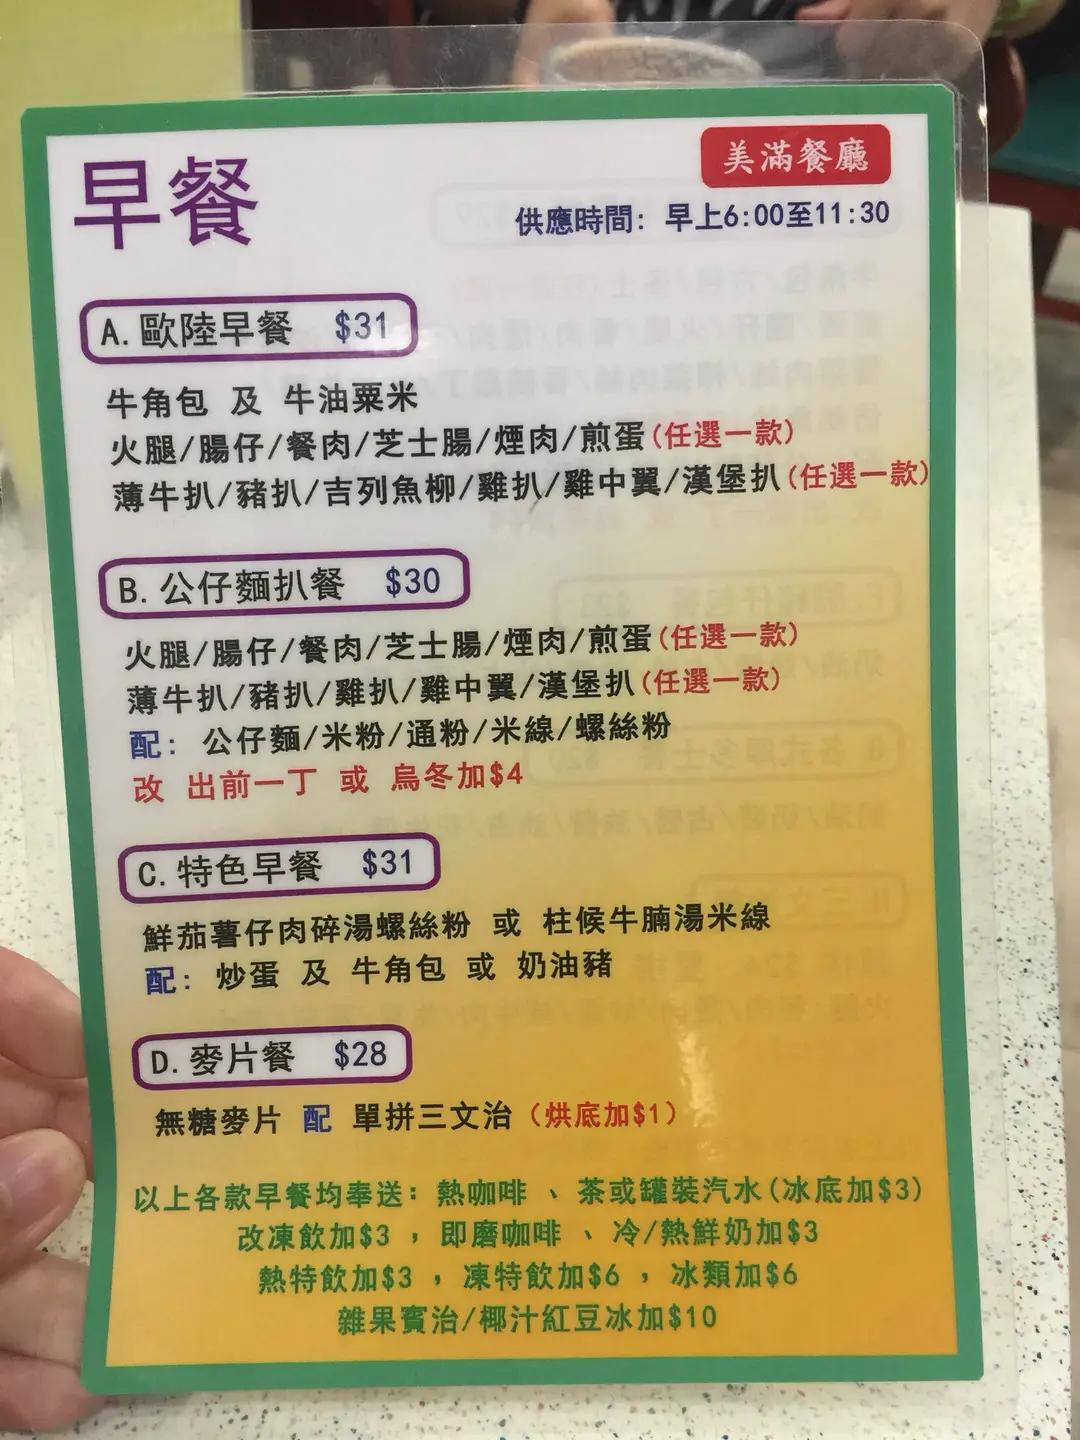 早餐
美滿餐廳
供應時間: 早上6:00至11:30
A. 歐陸早餐 $31
牛角包 及 牛油粟米
火腿/腸仔/餐肉/芝士腸/煙肉/煎蛋(任選一款)
薄牛扒/豬扒/吉列魚柳/雞扒/雞中翼/漢堡扒(任選一款)
B. 公仔麵扒餐 $30
火腿/腸仔/餐肉/芝士腸/煙肉/煎蛋(任選一款)
薄牛扒/豬扒/雞扒/雞中翼/漢堡扒(任選一款)
配: 公仔麵/米粉/通粉/米線/螺絲粉
改 出前一丁 或 烏冬加$4
C. 特色早餐 $31
鮮茄薯仔肉碎湯螺絲粉 或 柱候牛腩湯米線
配: 炒蛋 及 牛角包 或 奶油豬
D. 麥片餐 $28
無糖麥片 配 單拼三文治 (烘底加$1)
以上各款早餐均奉送: 熱咖啡 、茶或罐裝汽水(冰底加$3)
改凍飲加$3 , 即磨咖啡 、冷/熱鮮奶加$3
熱特飲加$3 , 凍特飲加$6 , 冰類加$6
雜果賓治/椰汁紅豆冰加$10